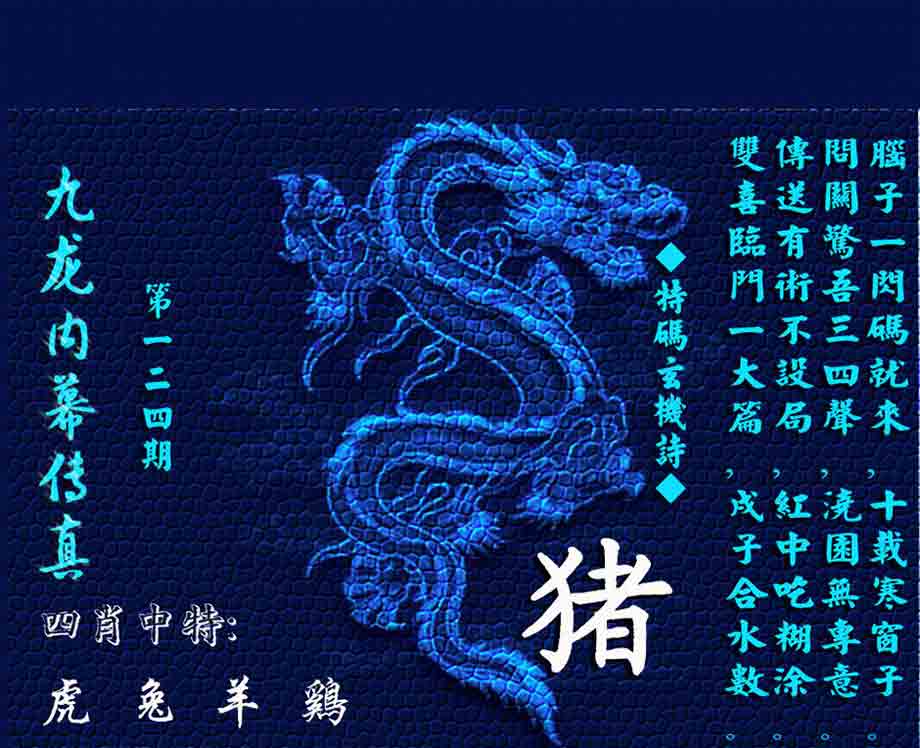 九龙内幕传真
第一二四期
◆特碼玄機詩◆
腦子一閃碼就來，十載寒窗子。
問關驚吾三四聲，澆園無專意。
傳送有術不設局，紅中吃糊涂。
雙喜臨門一大篇，戌子合水數。
猪
四肖中特:
虎 兔 羊 鷄